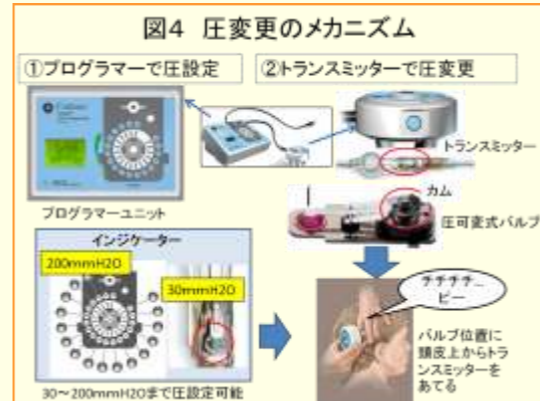 図4 圧変更のメカニズム
①プログラマーで圧設定
②トランスミッターで圧変更
トランスミッター
カム
圧可変式バルブ
プログラマーユニット
インジケーター
200mmH2O
30mmH2O
30～200mmH2Oまで圧設定可能
チチチチ…
ピー
バルブ位置に
頭皮上からトラ
ンスミッターを
あてる